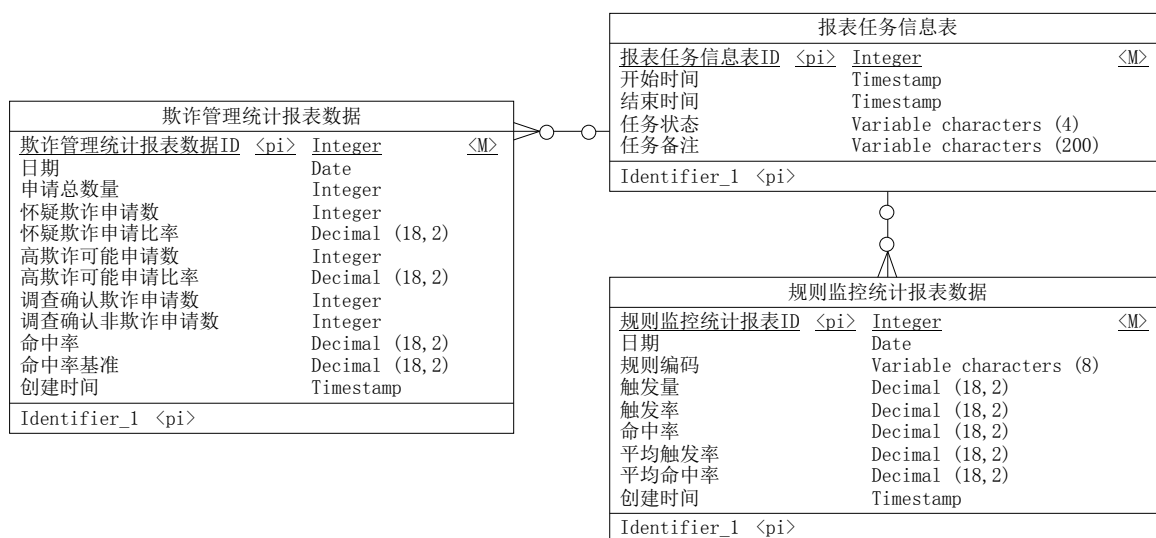 报表任务信息表
报表任务信息表ID <pi> Integer <M>
开始时间 Timestamp
结束时间 Timestamp
任务状态 Variable characters (4)
任务备注 Variable characters (200)
Identifier_1 <pi>
欺诈管理统计报表数据
欺诈管理统计报表数据ID <pi> Integer <M>
日期 Date
申请总数量 Integer
怀疑欺诈申请数 Integer
怀疑欺诈申请比率 Decimal (18,2)
高欺诈可能申请数 Integer
高欺诈可能申请比率 Decimal (18,2)
调查确认欺诈申请数 Integer
调查确认非欺诈申请数 Integer
命中率 Decimal (18,2)
命中率基准 Decimal (18,2)
创建时间 Timestamp
Identifier_1 <pi>
规则监控统计报表数据
规则监控统计报表ID <pi> Integer <M>
日期 Date
规则编码 Variable characters (8)
触发量 Decimal (18,2)
触发率 Decimal (18,2)
命中率 Decimal (18,2)
平均触发率 Decimal (18,2)
平均命中率 Decimal (18,2)
创建时间 Timestamp
Identifier_1 <pi>